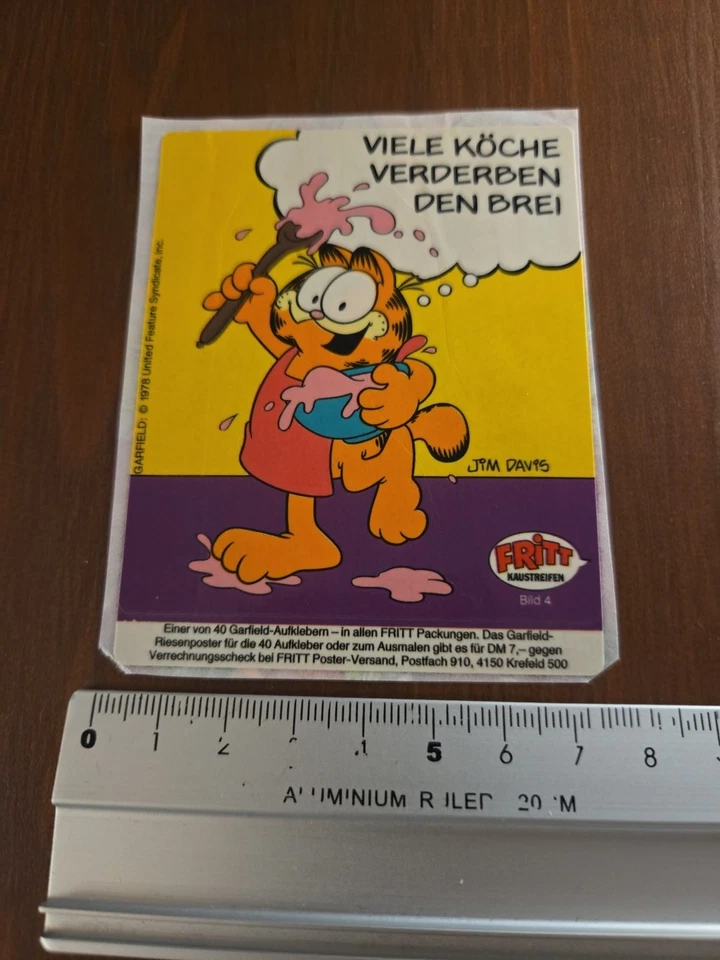 VIELE KÖCHE
VERDERBEN
DEN BREI
GARFIELD: © 1978 United Feature Syndicate, Inc.
JIM DAVIS
FRITT
KAUSTREIFEN
Bild 4
Einer von 40 Garfield-Aufklebern – in allen FRITT Packungen. Das Garfield-
Riesenposter für die 40 Aufkleber oder zum Ausmalen gibt es für DM 7,– gegen
Verrechnungsscheck bei FRITT Poster-Versand, Postfach 910, 4150 Krefeld 500
0 1 2 5 6 7 8
20